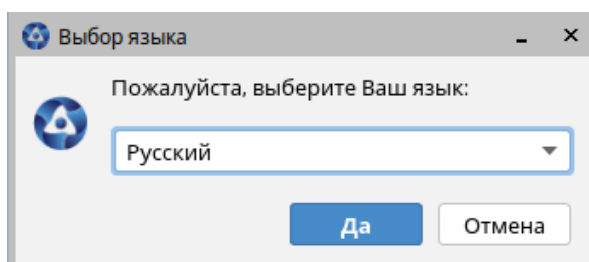 Выбор языка
Пожалуйста, выберите Ваш язык:
Русский
Да Отмена